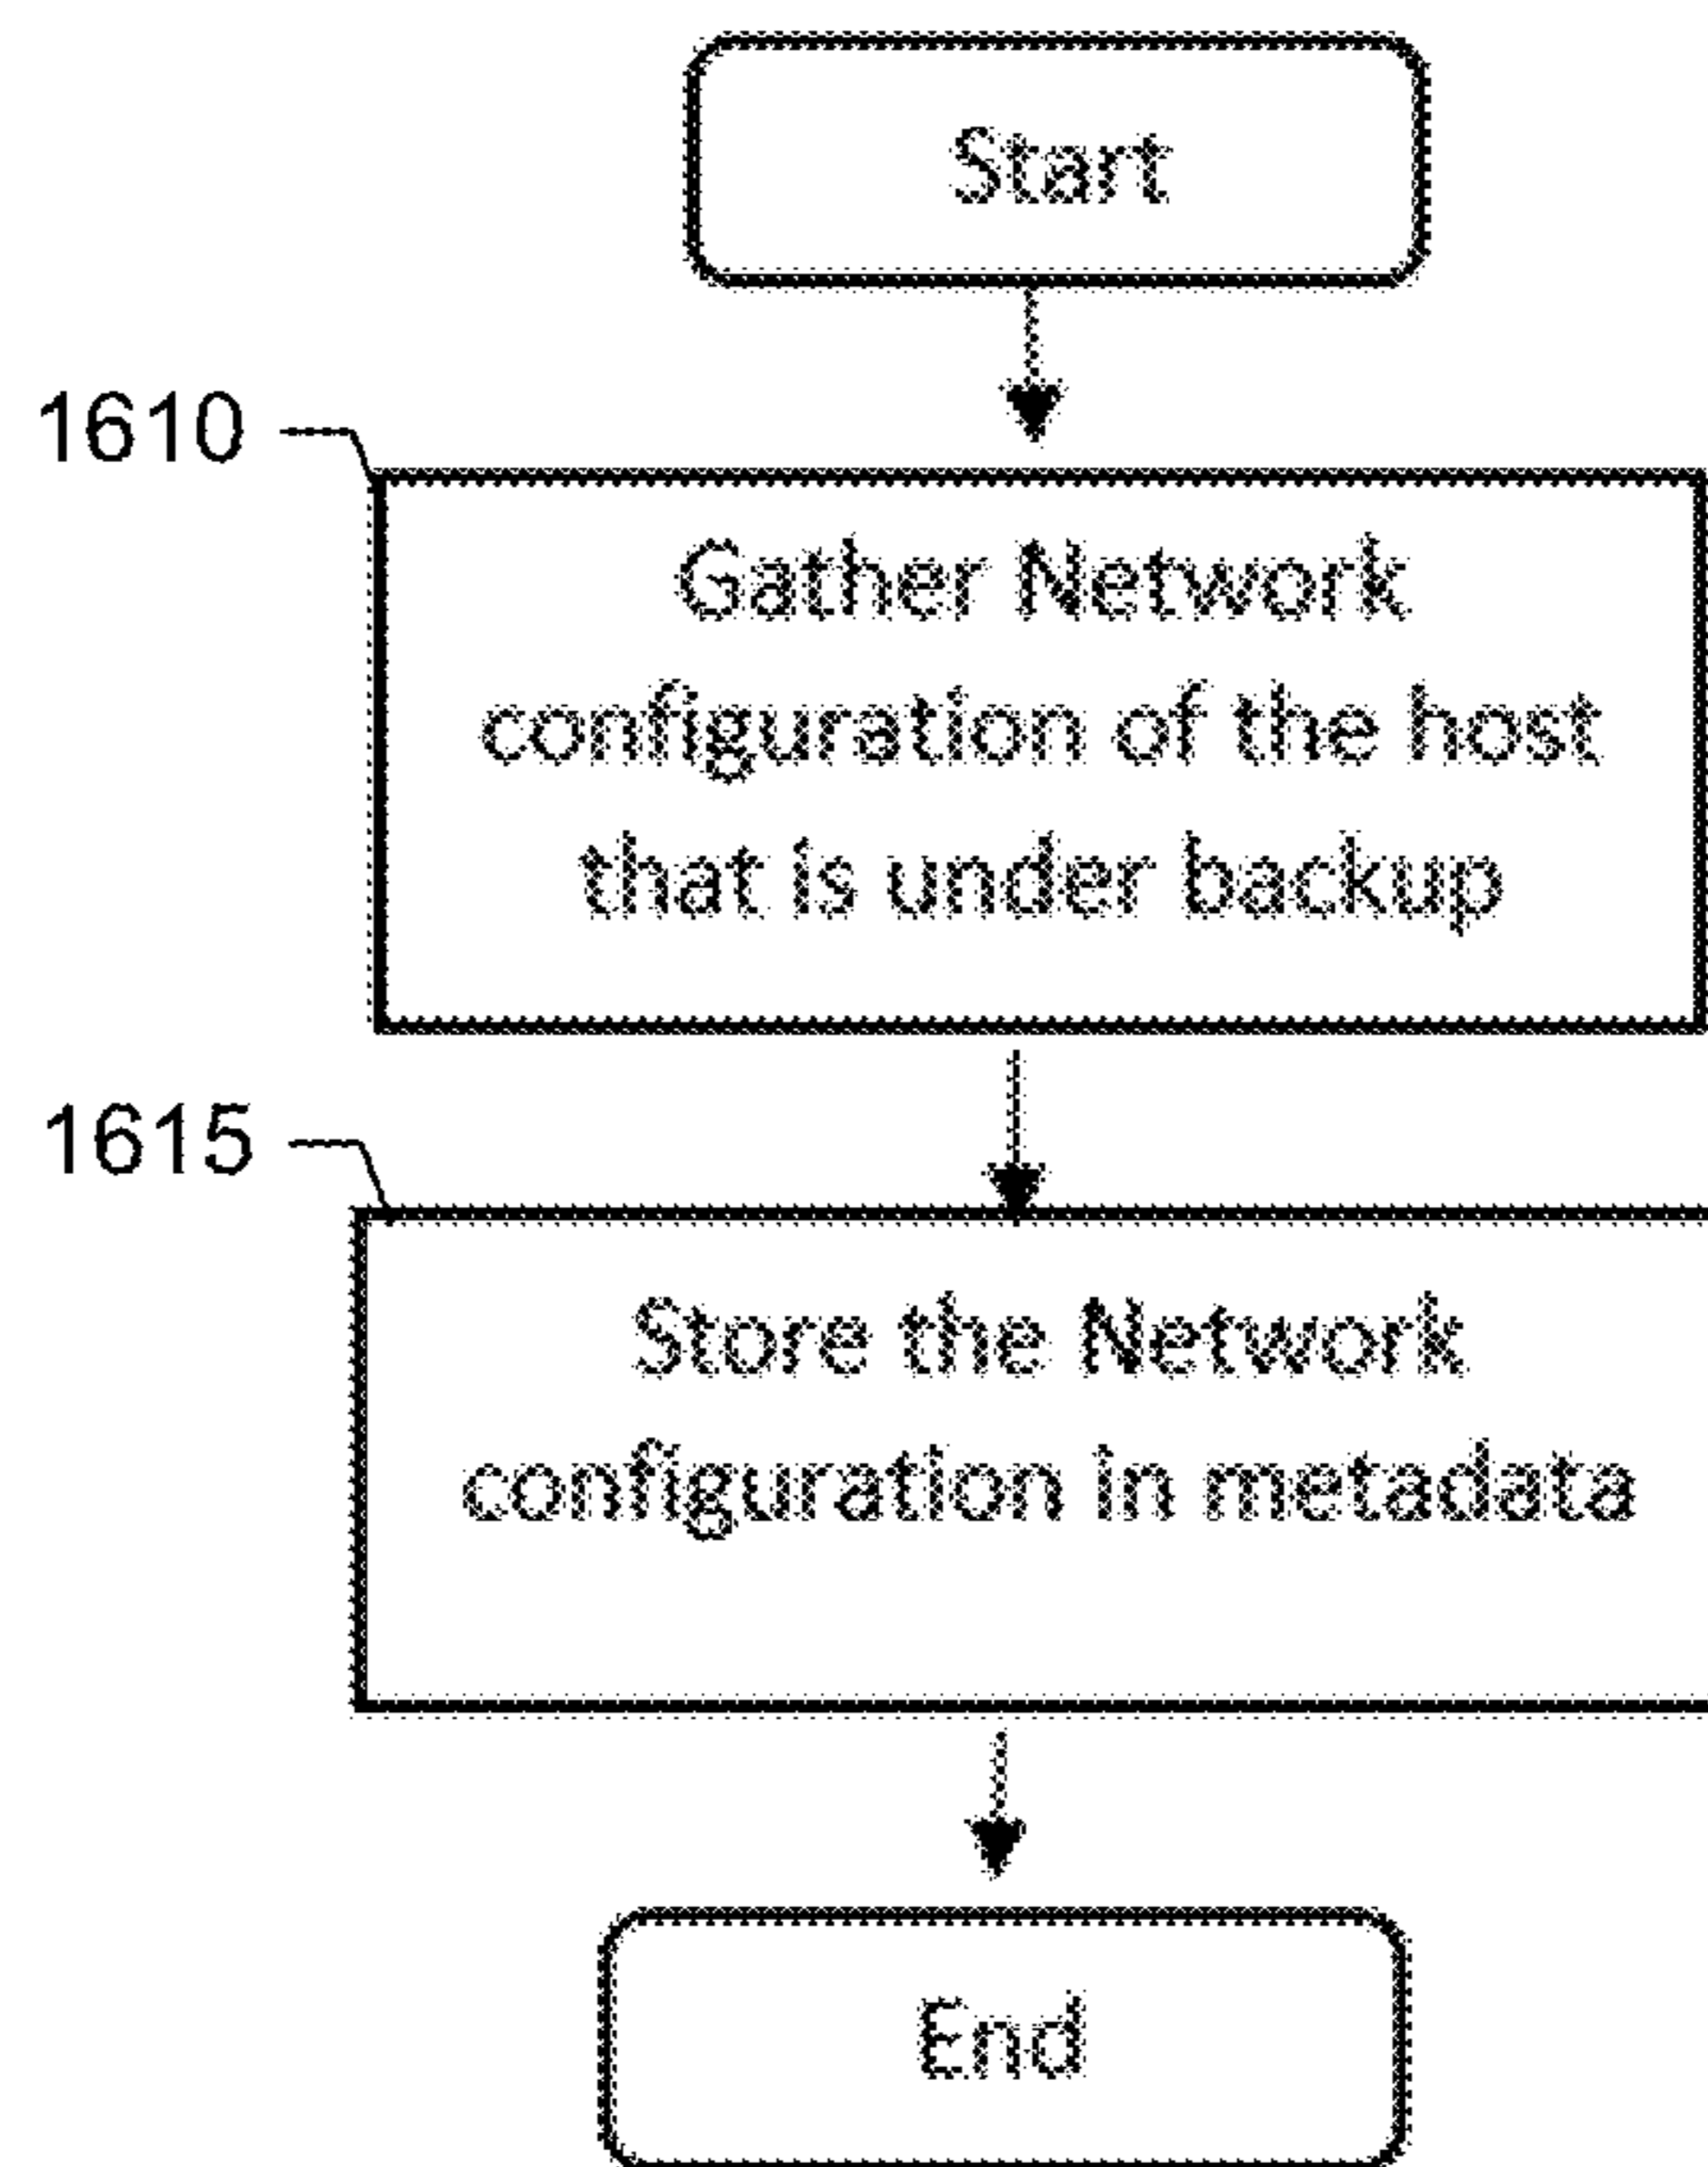 Start
1610
Gather Network
configuration of the host
that is under backup
1615
Store the Network
configuration in metadata
End